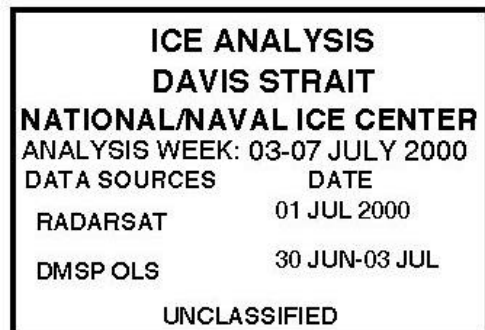 ICE ANALYSIS
DAVIS STRAIT
NATIONAL/NAVAL ICE CENTER
ANALYSIS WEEK: 03-07 JULY 2000
DATA SOURCES DATE
RADARSAT 01 JUL 2000
DMSP OLS 30 JUN-03 JUL
UNCLASSIFIED